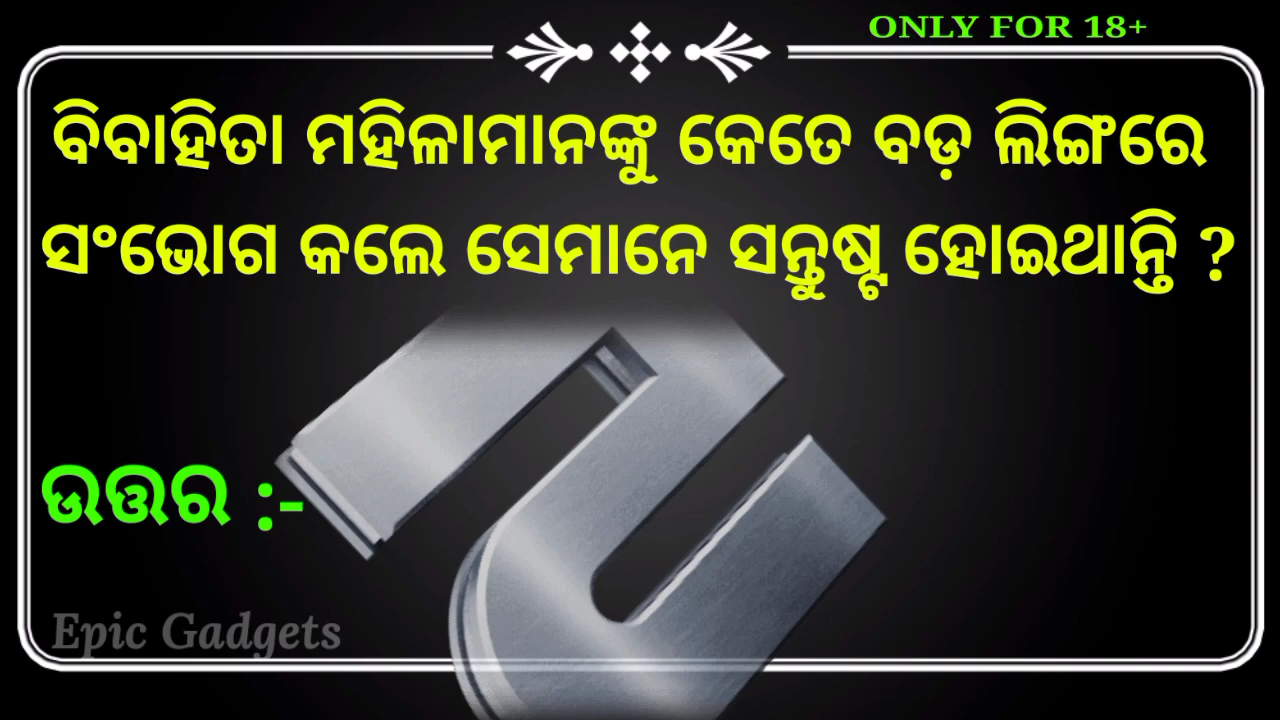 ONLY FOR 18+
ବିବାହିତା ମହିଳାମାନଙ୍କୁ କେତେ ବଡ଼ ଲିଙ୍ଗରେ
ସଂଭୋଗ କଲେ ସେମାନେ ସନ୍ତୁଷ୍ଟ ହୋଇଥାନ୍ତି ?
ଉତ୍ତର :-
Epic Gadgets